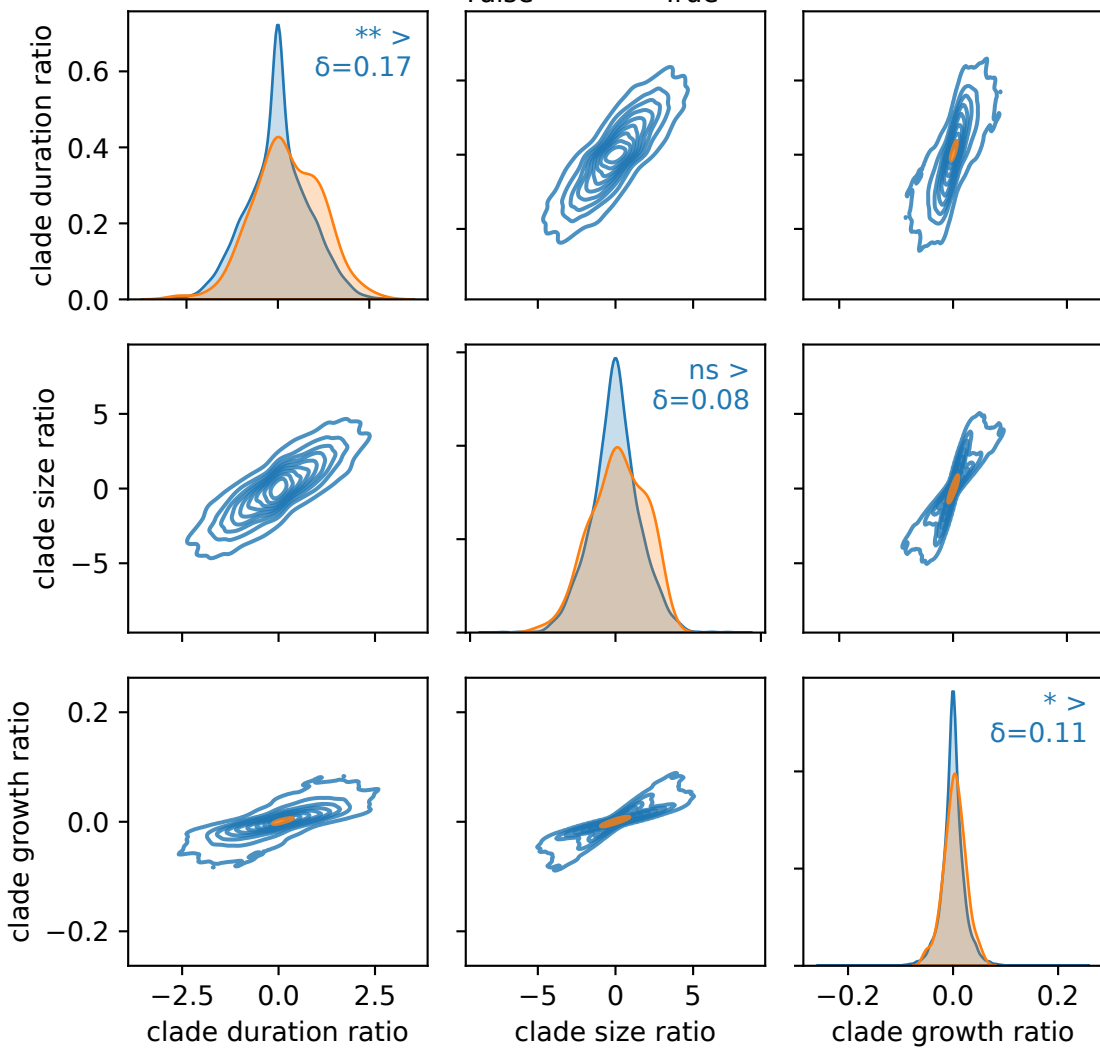 ** >
δ=0.17
clade duration ratio
0.6
0.4
0.2
0.0
ns >
δ=0.08
clade size ratio
5
0
−5
* >
δ=0.11
clade growth ratio
0.2
0.0
−0.2
−2.5 0.0 2.5
−5 0 5
−0.2 0.0 0.2
clade duration ratio
clade size ratio
clade growth ratio